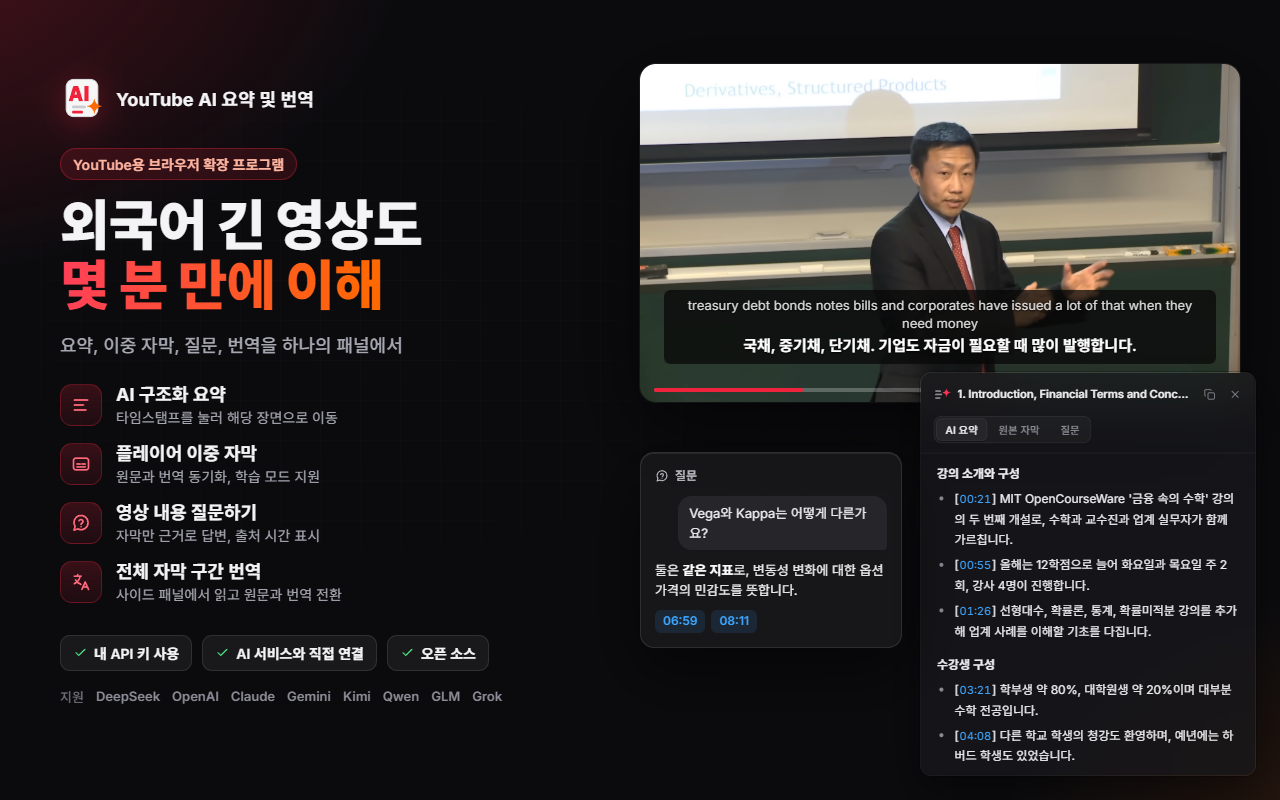 AI
YouTube AI 요약 및 번역
YouTube용 브라우저 확장 프로그램
외국어 긴 영상도
몇 분 만에 이해
요약, 이중 자막, 질문, 번역을 하나의 패널에서
AI 구조화 요약
타임스탬프를 눌러 해당 장면으로 이동
플레이어 이중 자막
원문과 번역 동기화, 학습 모드 지원
영상 내용 질문하기
자막만 근거로 답변, 출처 시간 표시
전체 자막 구간 번역
사이드 패널에서 읽고 원문과 번역 전환
내 API 키 사용
AI 서비스와 직접 연결
오픈 소스
지원 DeepSeek OpenAI Claude Gemini Kimi Qwen GLM Grok
Derivatives, Structured Products
treasury debt bonds notes bills and corporates have issued a lot of that when they
need money
국채, 중기채, 단기채. 기업도 자금이 필요할 때 많이 발행합니다.
질문
Vega와 Kappa는 어떻게 다른가
요?
둘은 같은 지표로, 변동성 변화에 대한 옵션
가격의 민감도를 뜻합니다.
06:59 08:11
1. Introduction, Financial Terms and Conc...
AI 요약 원본 자막 질문
강의 소개와 구성
[00:21] MIT OpenCourseWare '금융 속의 수학' 강의
의 두 번째 개설로, 수학과 교수진과 업계 실무자가 함께
가르칩니다.
[00:55] 올해는 12학점으로 늘어 화요일과 목요일 주 2
회, 강사 4명이 진행합니다.
[01:26] 선형대수, 확률론, 통계, 확률미적분 강의를 추가
해 업계 사례를 이해할 기초를 다집니다.
수강생 구성
[03:21] 학부생 약 80%, 대학원생 약 20%이며 대부분
수학 전공입니다.
[04:08] 다른 학교 학생의 청강도 환영하며, 예년에는 하
버드 학생도 있었습니다.